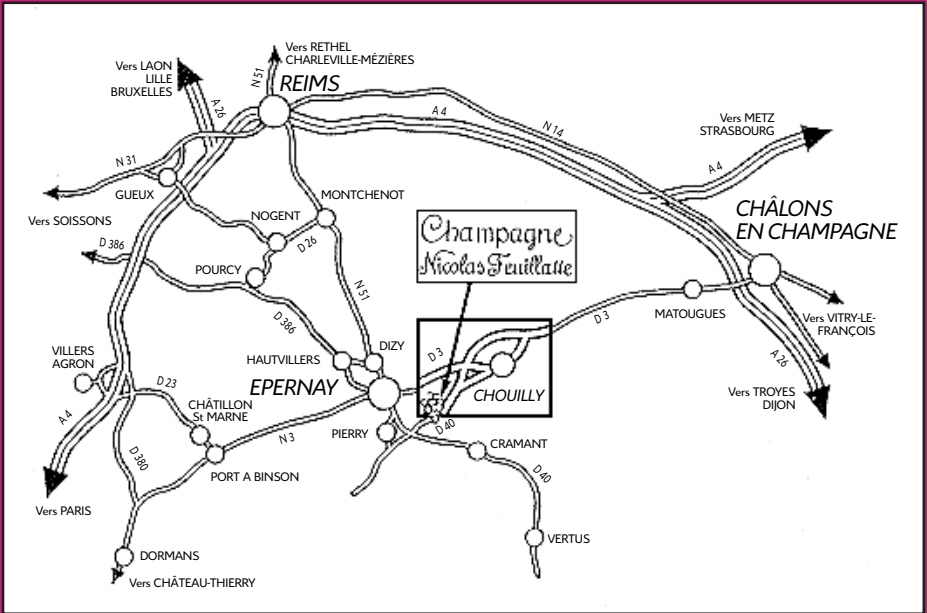 Vers RETHEL
CHARLEVILLE-MÉZIÈRES
Vers LAON
LILLE
BRUXELLES
N 51
REIMS
A 26
A 4
N 14
Vers METZ
STRASBOURG
A 4
N 31
GUEUX
MONTCHENOT
Vers SOISSONS
NOGENT
D 26
D 386
POURCY
Champagne
Nicolas Feuillatte
CHÂLONS
EN CHAMPAGNE
N 51
D 386
MATOUGUES
D 3
Vers VITRY-LE-
FRANÇOIS
A 26
Vers TROYES
DIJON
VILLERS
AGRON
HAUTVILLERS
DIZY
D 3
EPERNAY
CHOUILLY
D 23
CHÂTILLON
St MARNE
A 4
N 3
PIERRY
D 40
CRAMANT
D 380
PORT A BINSON
D 40
Vers PARIS
VERTUS
DORMANS
Vers CHÂTEAU-THIERRY